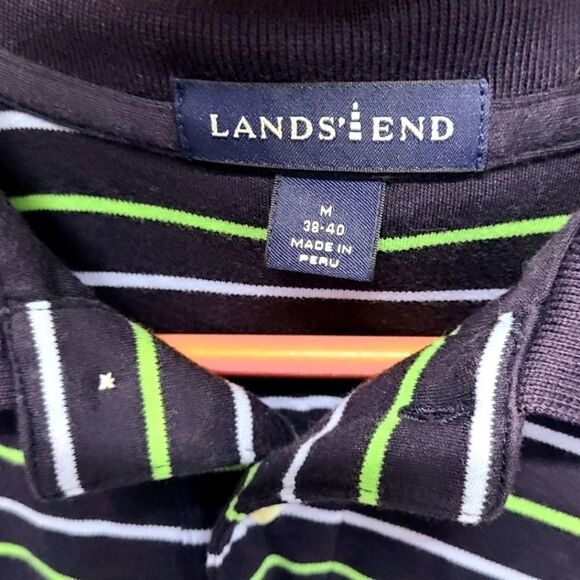 LANDS' END
M
38-40
MADE IN
PERU